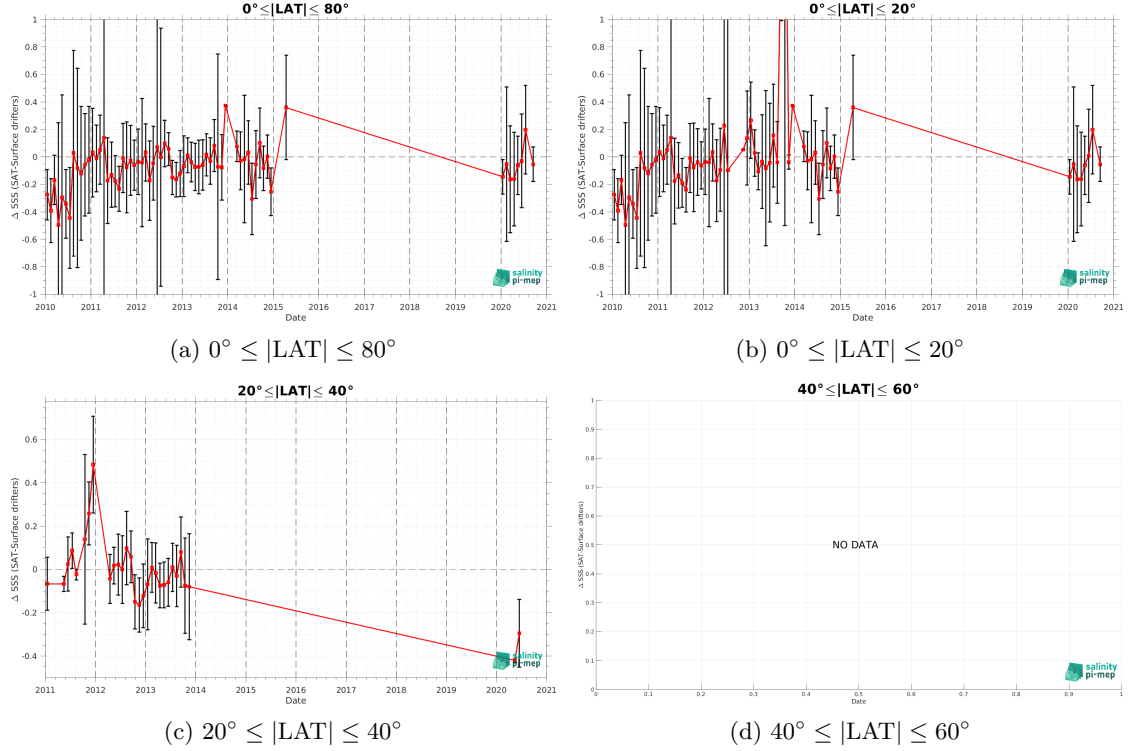 0°≤|LAT|≤ 80°
Δ SSS (SAT-Surface drifters)
1
0.8
0.6
0.4
0.2
0
-0.2
-0.4
-0.6
-0.8
-1
2010 2011 2012 2013 2014 2015 2016 2017 2018 2019 2020 2021
Date
salinity
pi-mep
(a) 0° ≤ |LAT| ≤ 80°
0°≤|LAT|≤ 20°
Δ SSS (SAT-Surface drifters)
1
0.8
0.6
0.4
0.2
0
-0.2
-0.4
-0.6
-0.8
-1
2010 2011 2012 2013 2014 2015 2016 2017 2018 2019 2020 2021
Date
salinity
pi-mep
(b) 0° ≤ |LAT| ≤ 20°
20°≤|LAT|≤ 40°
Δ SSS (SAT-Surface drifters)
0.6
0.4
0.2
0
-0.2
-0.4
2011 2012 2013 2014 2015 2016 2017 2018 2019 2020 2021
Date
salinity
pi-mep
(c) 20° ≤ |LAT| ≤ 40°
40°≤|LAT|≤ 60°
Δ SSS (SAT-Surface drifters)
1
0.9
0.8
0.7
0.6
0.5
0.4
0.3
0.2
0.1
0
NO DATA
0 0.1 0.2 0.3 0.4 0.5 0.6 0.7 0.8 0.9 1
Date
salinity
pi-mep
(d) 40° ≤ |LAT| ≤ 60°